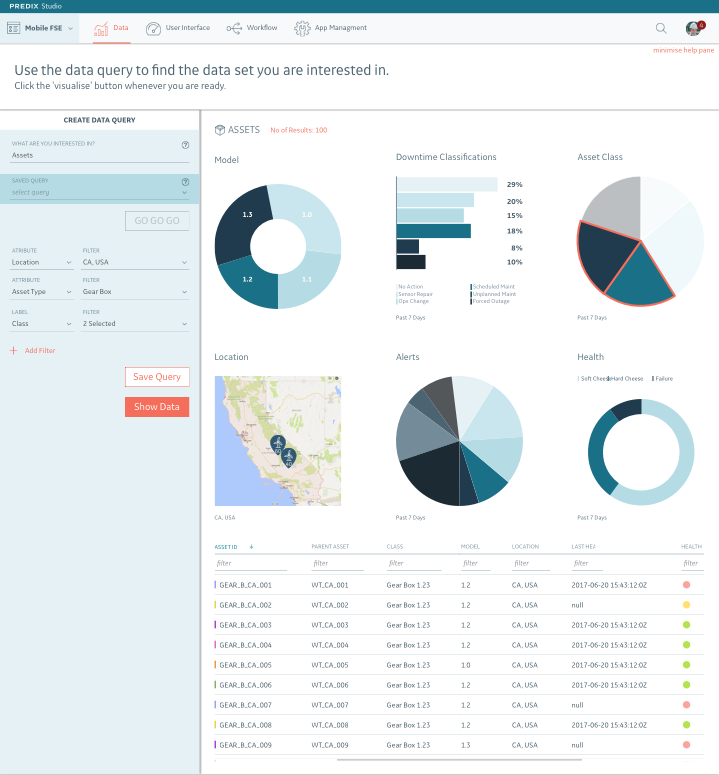 PREDIX Studio
Mobile FSE
Data
User Interface
Workflow
App Managment
6
minimise help pane
Use the data query to find the data set you are interested in.
Click the 'visualise' button whenever you are ready.
CREATE DATA QUERY
WHAT ARE YOU INTERESTED IN?
Assets
SAVED QUERY
select query
GO GO GO
ATRIBUTE FILTER
Location CA, USA
ATTRIBUTE FILTER
Asset Type Gear Box
LABEL FILTER
Class 2 Selected
+ Add Filter
Save Query
Show Data
ASSETS No of Results: 100
Model
1.3
1.0
1.2
1.1
Downtime Classifications
29%
20%
15%
18%
8%
10%
No Action Scheduled Maint
Sensor Repair Unplanned Maint
Ops Change Forced Outage
Past 7 Days
Asset Class
Past 7 Days
Location
CA, USA
Alerts
Past 7 Days
Health
Soft Cheese Hard Cheese Failure
Past 7 Days
ASSET ID PARENT ASSET CLASS MODEL LOCATION LAST HEA HEALTH
filter filter filter filter filter filter filter
GEAR_B_CA_001 WT_CA_001 Gear Box 1.23 1.2 CA, USA 2017-06-20 15:43:12:0Z
GEAR_B_CA_002 WT_CA_002 Gear Box 1.23 1.2 CA, USA null
GEAR_B_CA_003 WT_CA_003 Gear Box 1.23 1.2 CA, USA 2017-06-20 15:43:12:0Z
GEAR_B_CA_004 WT_CA_004 Gear Box 1.23 1.2 CA, USA 2017-06-20 15:43:12:0Z
GEAR_B_CA_005 WT_CA_005 Gear Box 1.23 1.0 CA, USA 2017-06-20 15:43:12:0Z
GEAR_B_CA_006 WT_CA_006 Gear Box 1.23 1.2 CA, USA 2017-06-20 15:43:12:0Z
GEAR_B_CA_007 WT_CA_007 Gear Box 1.23 1.2 CA, USA null
GEAR_B_CA_008 WT_CA_008 Gear Box 1.23 1.2 CA, USA 2017-06-20 15:43:12:0Z
GEAR_B_CA_009 WT_CA_009 Gear Box 1.23 1.3 CA, USA null